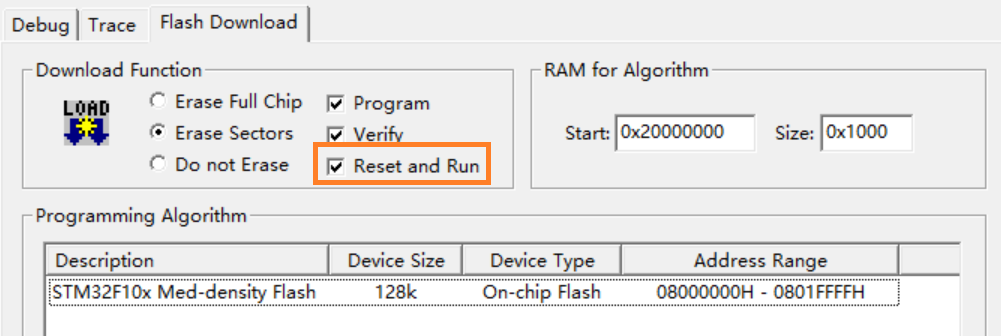 Debug Trace Flash Download
Download Function
LOAD
Erase Full Chip
Erase Sectors
Do not Erase
Program
Verify
Reset and Run
RAM for Algorithm
Start: 0x20000000 Size: 0x1000
Programming Algorithm
Description Device Size Device Type Address Range
STM32F10x Med-density Flash 128k On-chip Flash 08000000H - 0801FFFFH